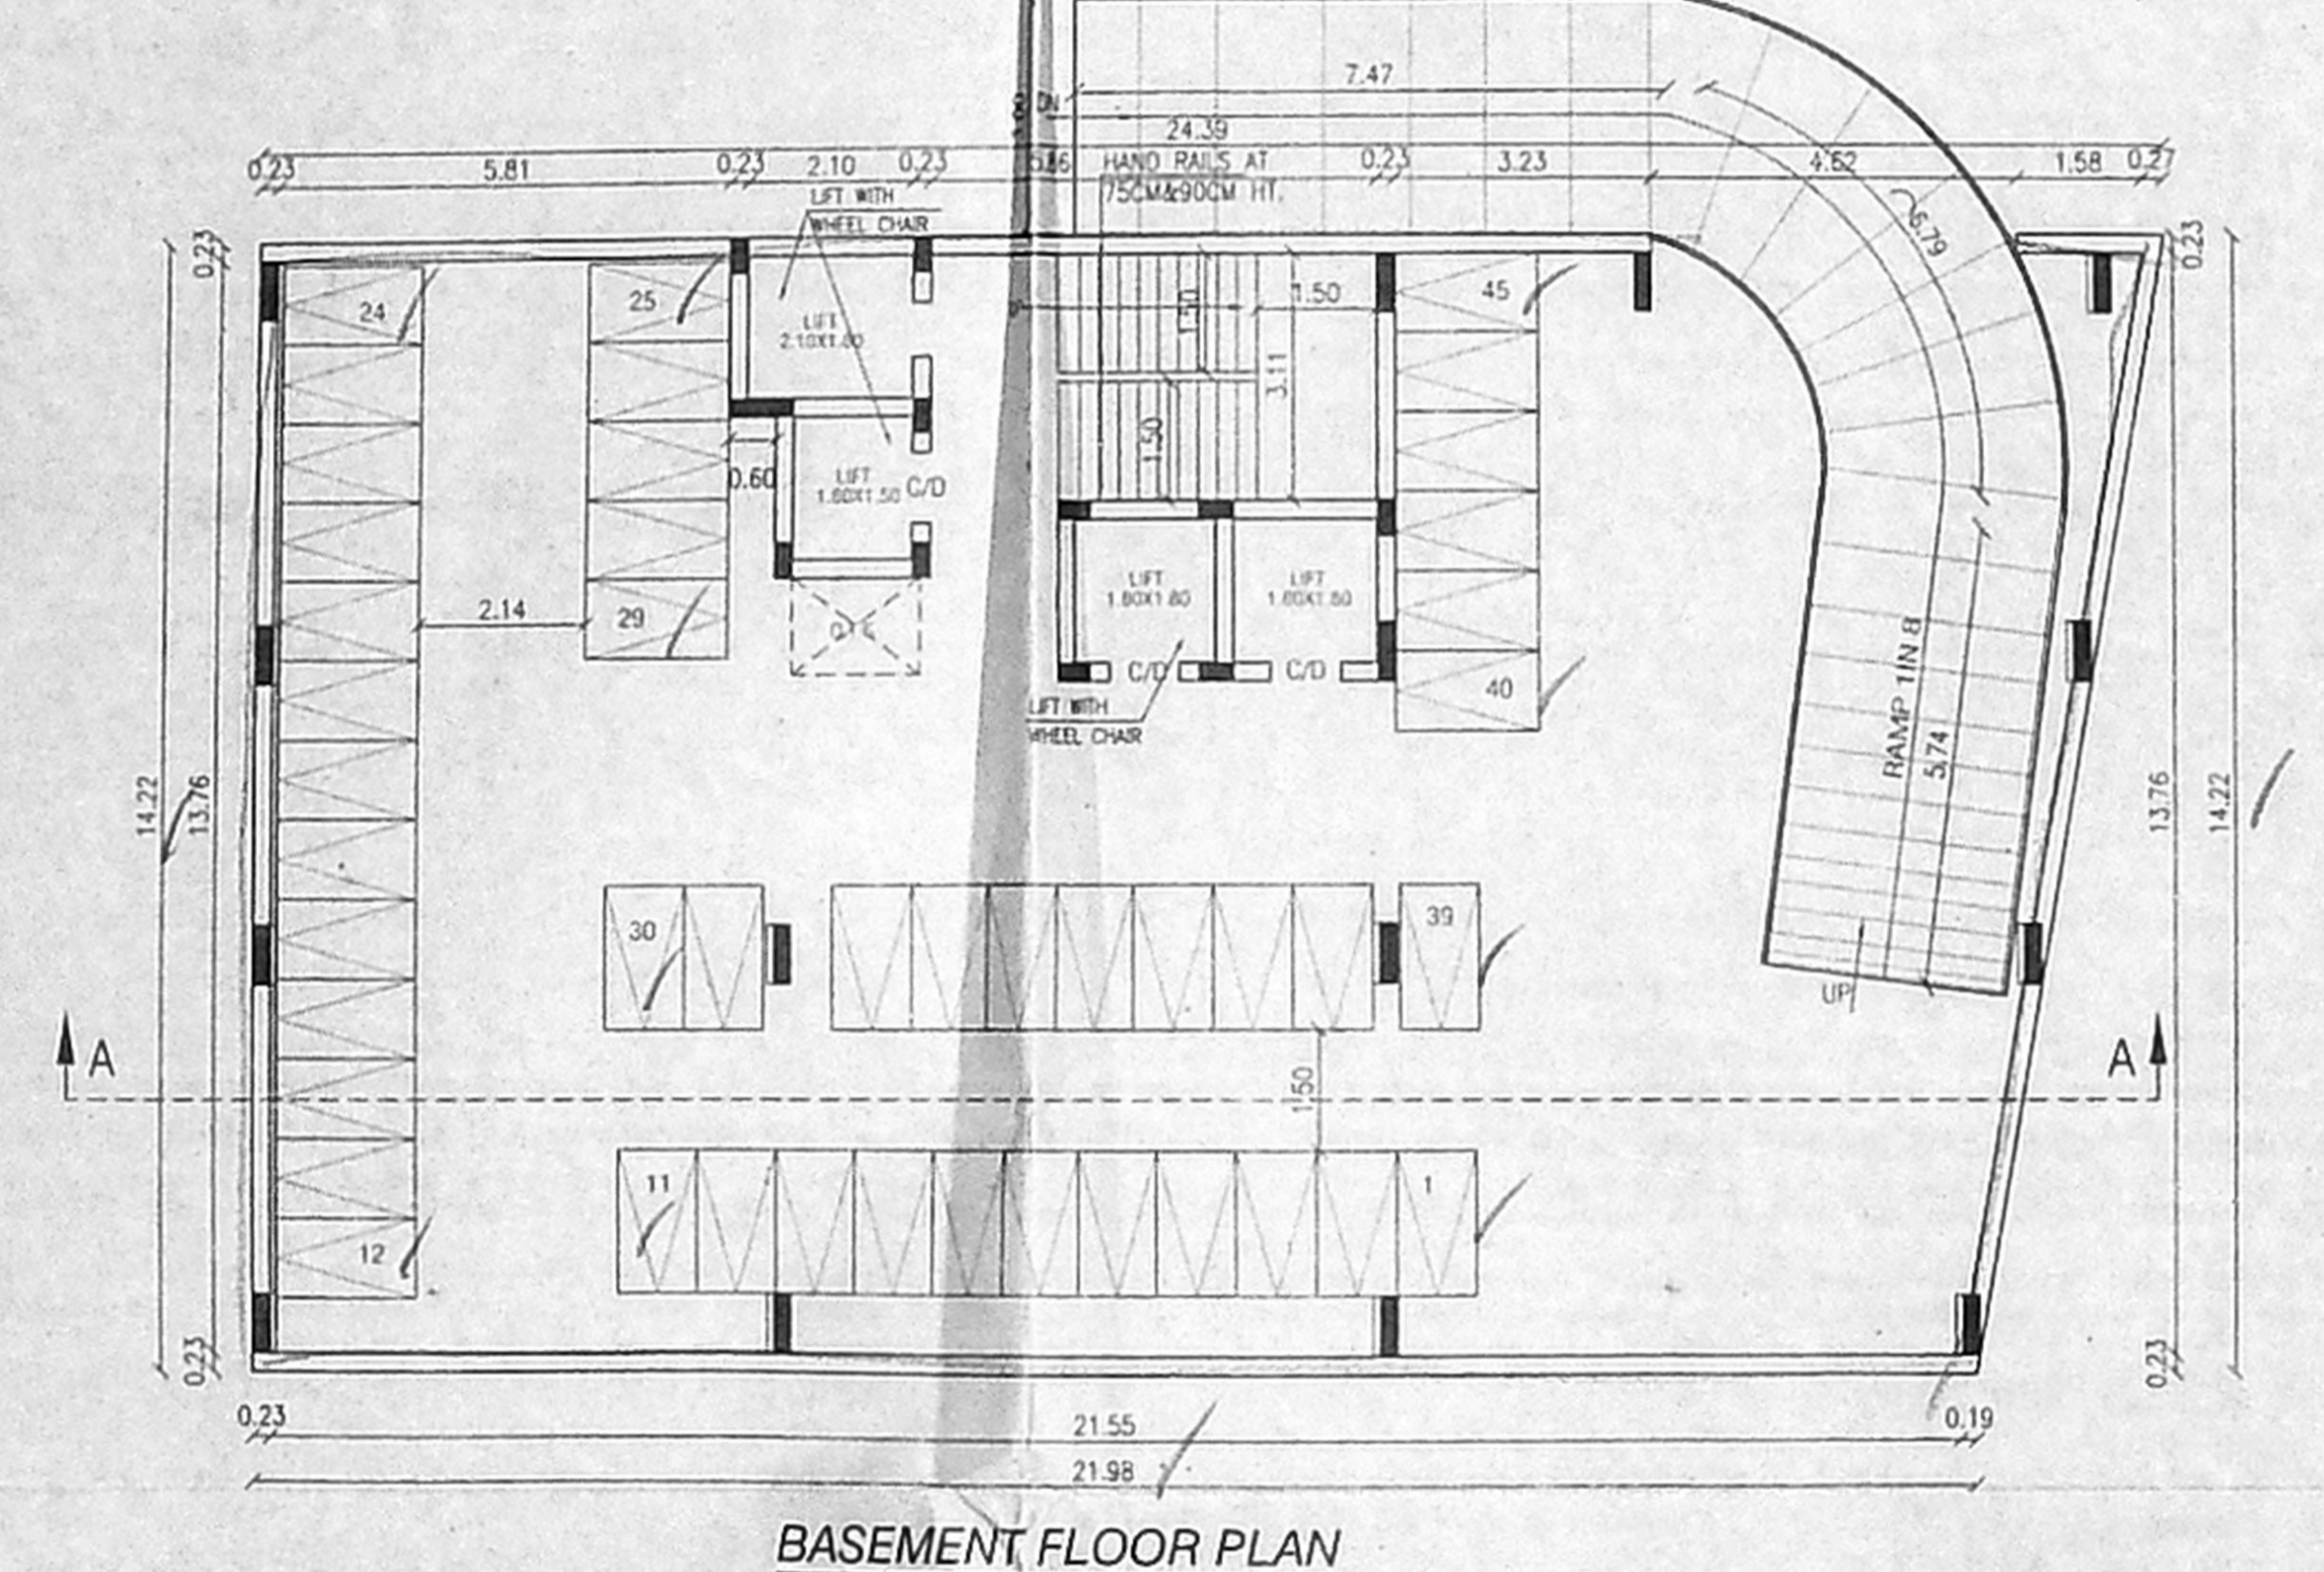 7.47
DN
24.39
0.23 5.81 0.23 2.10 0.23 HAND RAILS AT 0.23 3.23 4.62 1.58 0.27
75CM&90CM HT.
LIFT WITH
WHEEL CHAIR
6.79
0.23
0.23
24
25
45
LIFT
2.10X1.80
1.50
1.50
3.11
1.50
0.60
LIFT
1.80X1.50
C/D
LIFT
1.80X1.80
LIFT
1.80X1.80
2.14
29
C/D
C/D
40
LIFT WITH
WHEEL CHAIR
RAMP 1IN 8
5.74
14.22
13.76
13.76
14.22
30
39
UP
A
A
1.50
11
1
12
0.23
0.23
0.23
21.55
0.19
21.98
BASEMENT FLOOR PLAN